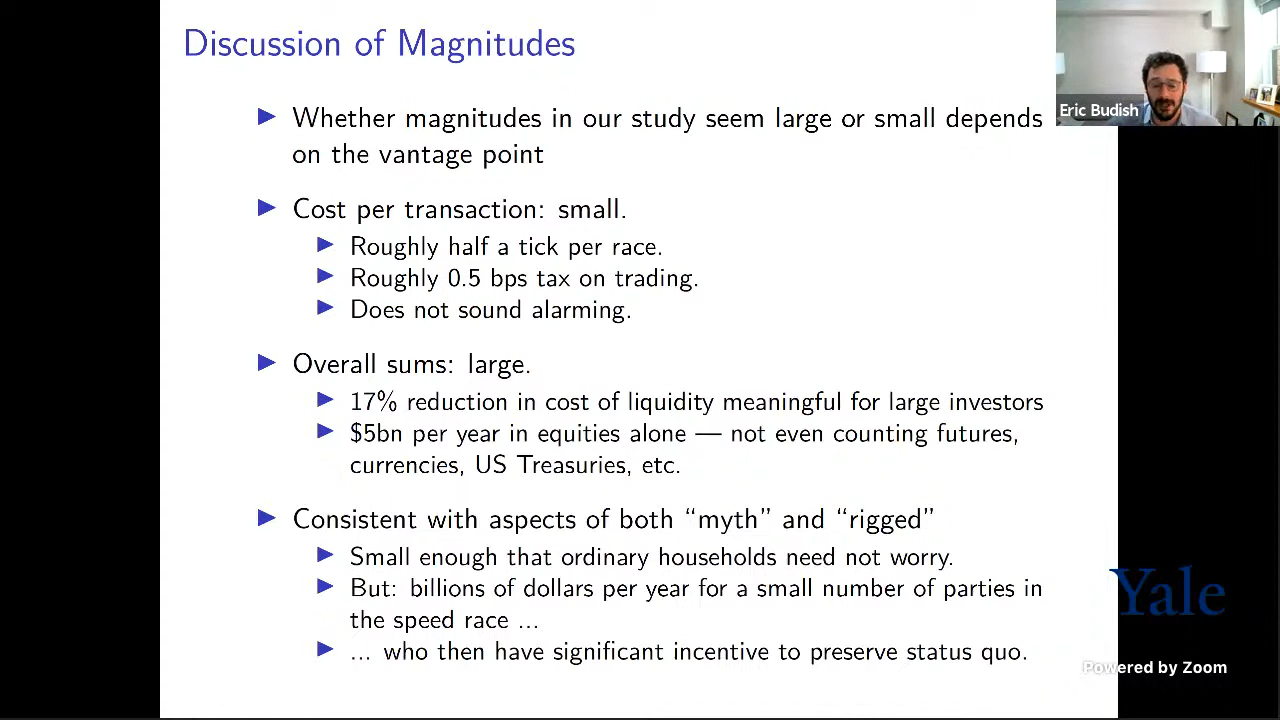 Discussion of Magnitudes
Eric Budish
Whether magnitudes in our study seem large or small depends
on the vantage point
Cost per transaction: small.
Roughly half a tick per race.
Roughly 0.5 bps tax on trading.
Does not sound alarming.
Overall sums: large.
17% reduction in cost of liquidity meaningful for large investors
$5bn per year in equities alone — not even counting futures,
currencies, US Treasuries, etc.
Consistent with aspects of both “myth” and “rigged”
Small enough that ordinary households need not worry.
But: billions of dollars per year for a small number of parties in
the speed race ...
... who then have significant incentive to preserve status quo.
Yale
Powered by Zoom